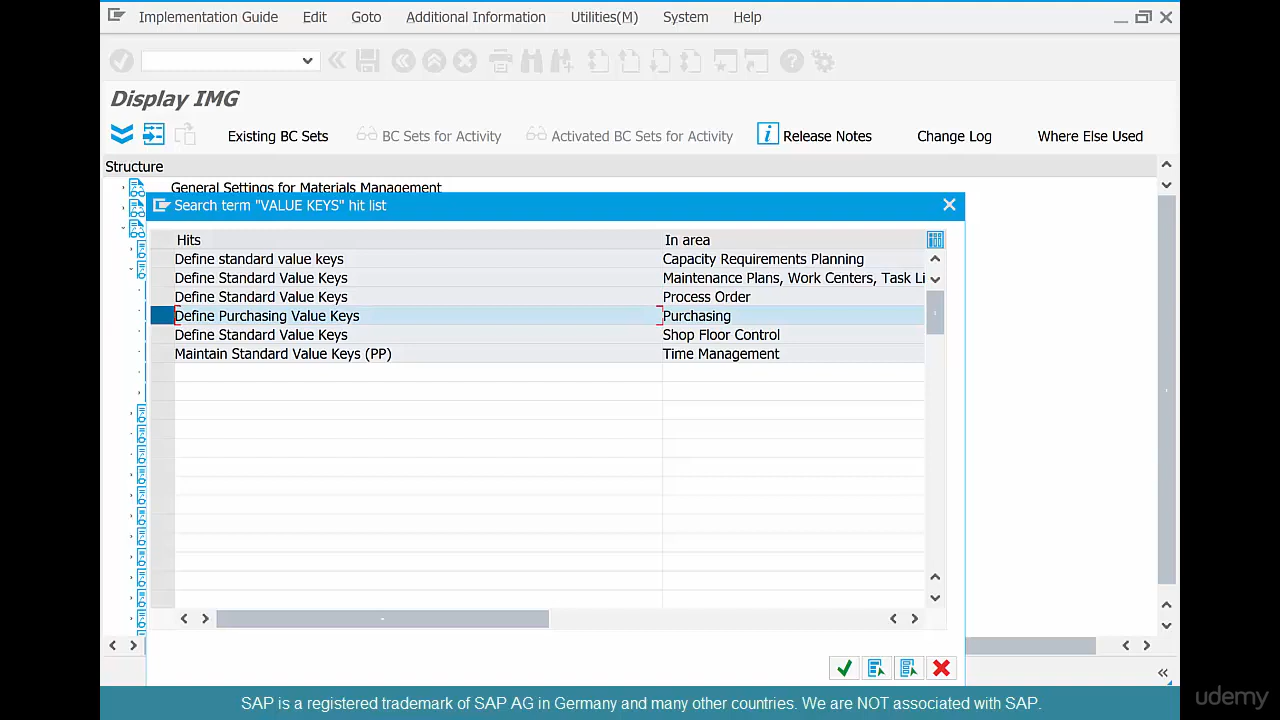 Implementation Guide Edit Goto Additional Information Utilities(M) System Help
Display IMG
Existing BC Sets BC Sets for Activity Activated BC Sets for Activity Release Notes Change Log Where Else Used
Structure
General Settings for Materials Management
Search term "VALUE KEYS" hit list
Hits In area
Define standard value keys Capacity Requirements Planning
Define Standard Value Keys Maintenance Plans, Work Centers, Task Li
Define Standard Value Keys Process Order
Define Purchasing Value Keys Purchasing
Define Standard Value Keys Shop Floor Control
Maintain Standard Value Keys (PP) Time Management
SAP is a registered trademark of SAP AG in Germany and many other countries. We are NOT associated with SAP.
udemy